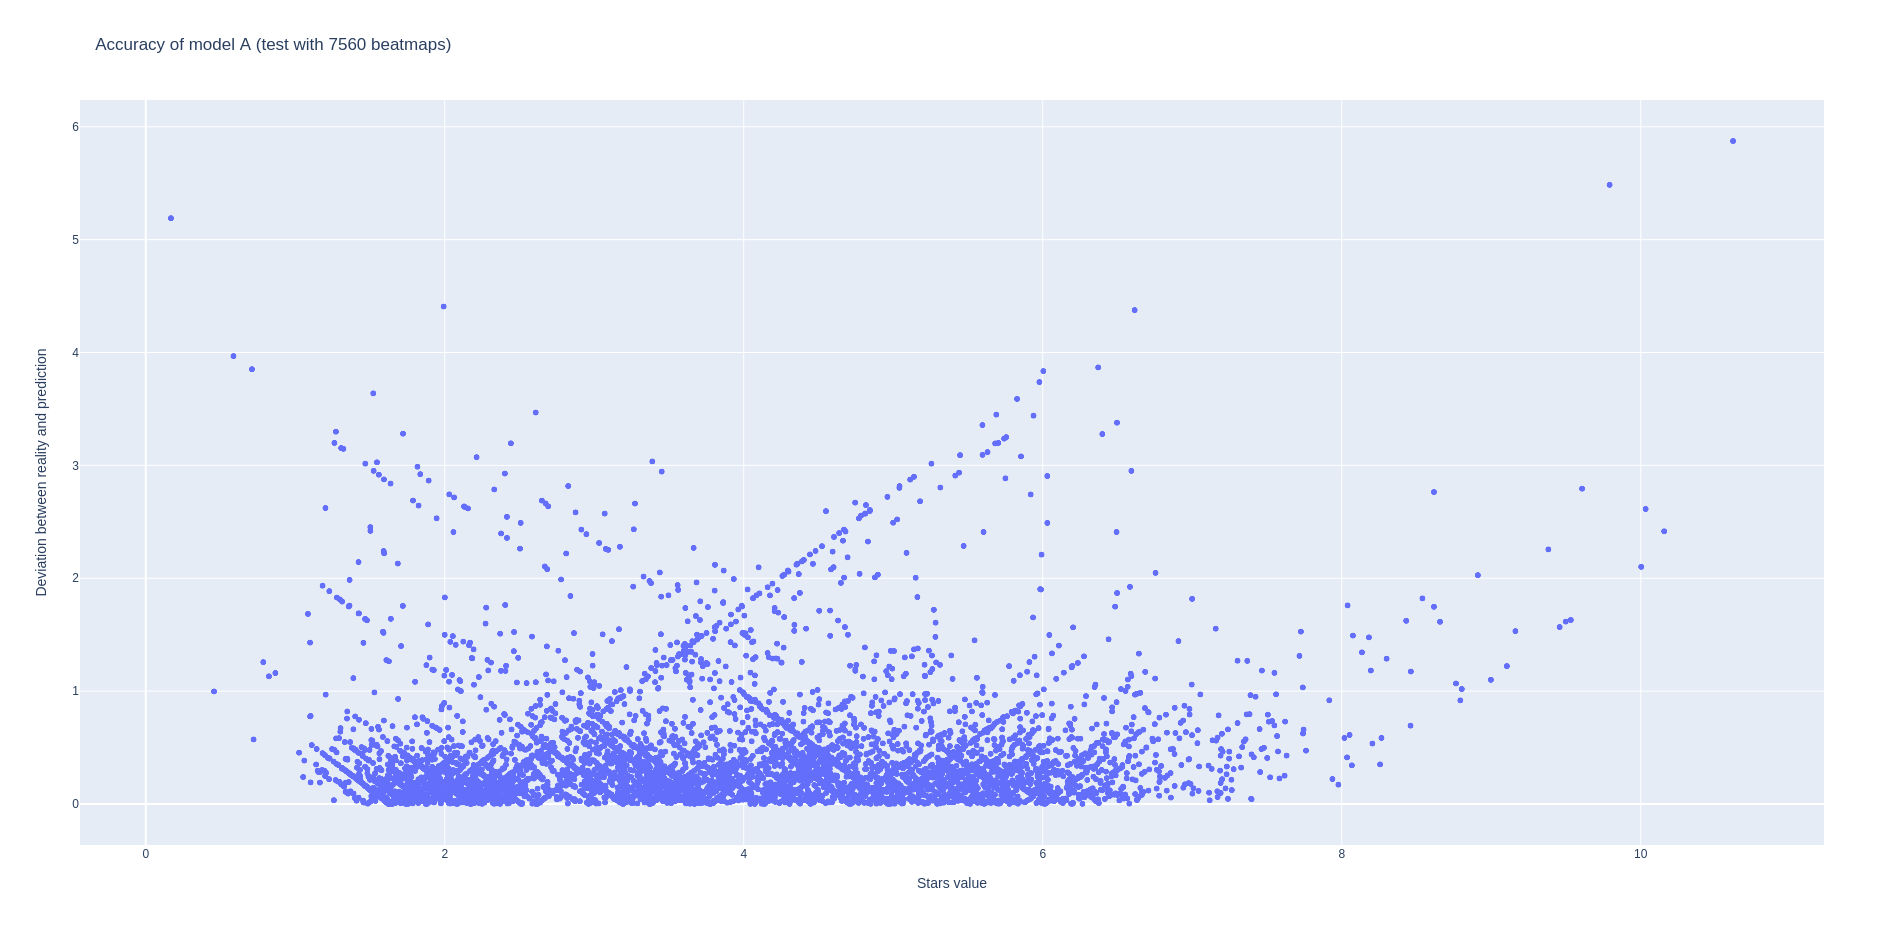 Accuracy of model A (test with 7560 beatmaps)
6
5
4
3
2
1
0
Deviation between reality and prediction
0 2 4 6 8 10
Stars value